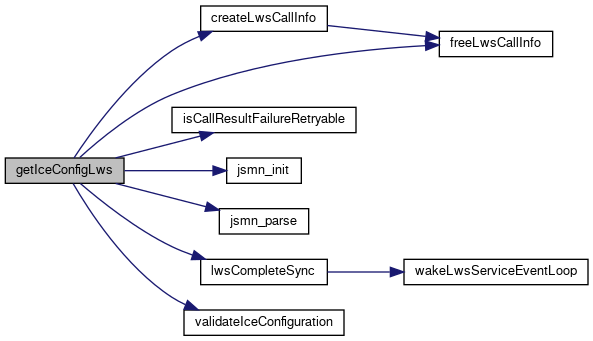 createLwsCallInfo
freeLwsCallInfo
isCallResultFailureRetryable
getIceConfigLws
jsmn_init
jsmn_parse
lwsCompleteSync
wakeLwsServiceEventLoop
validateIceConfiguration